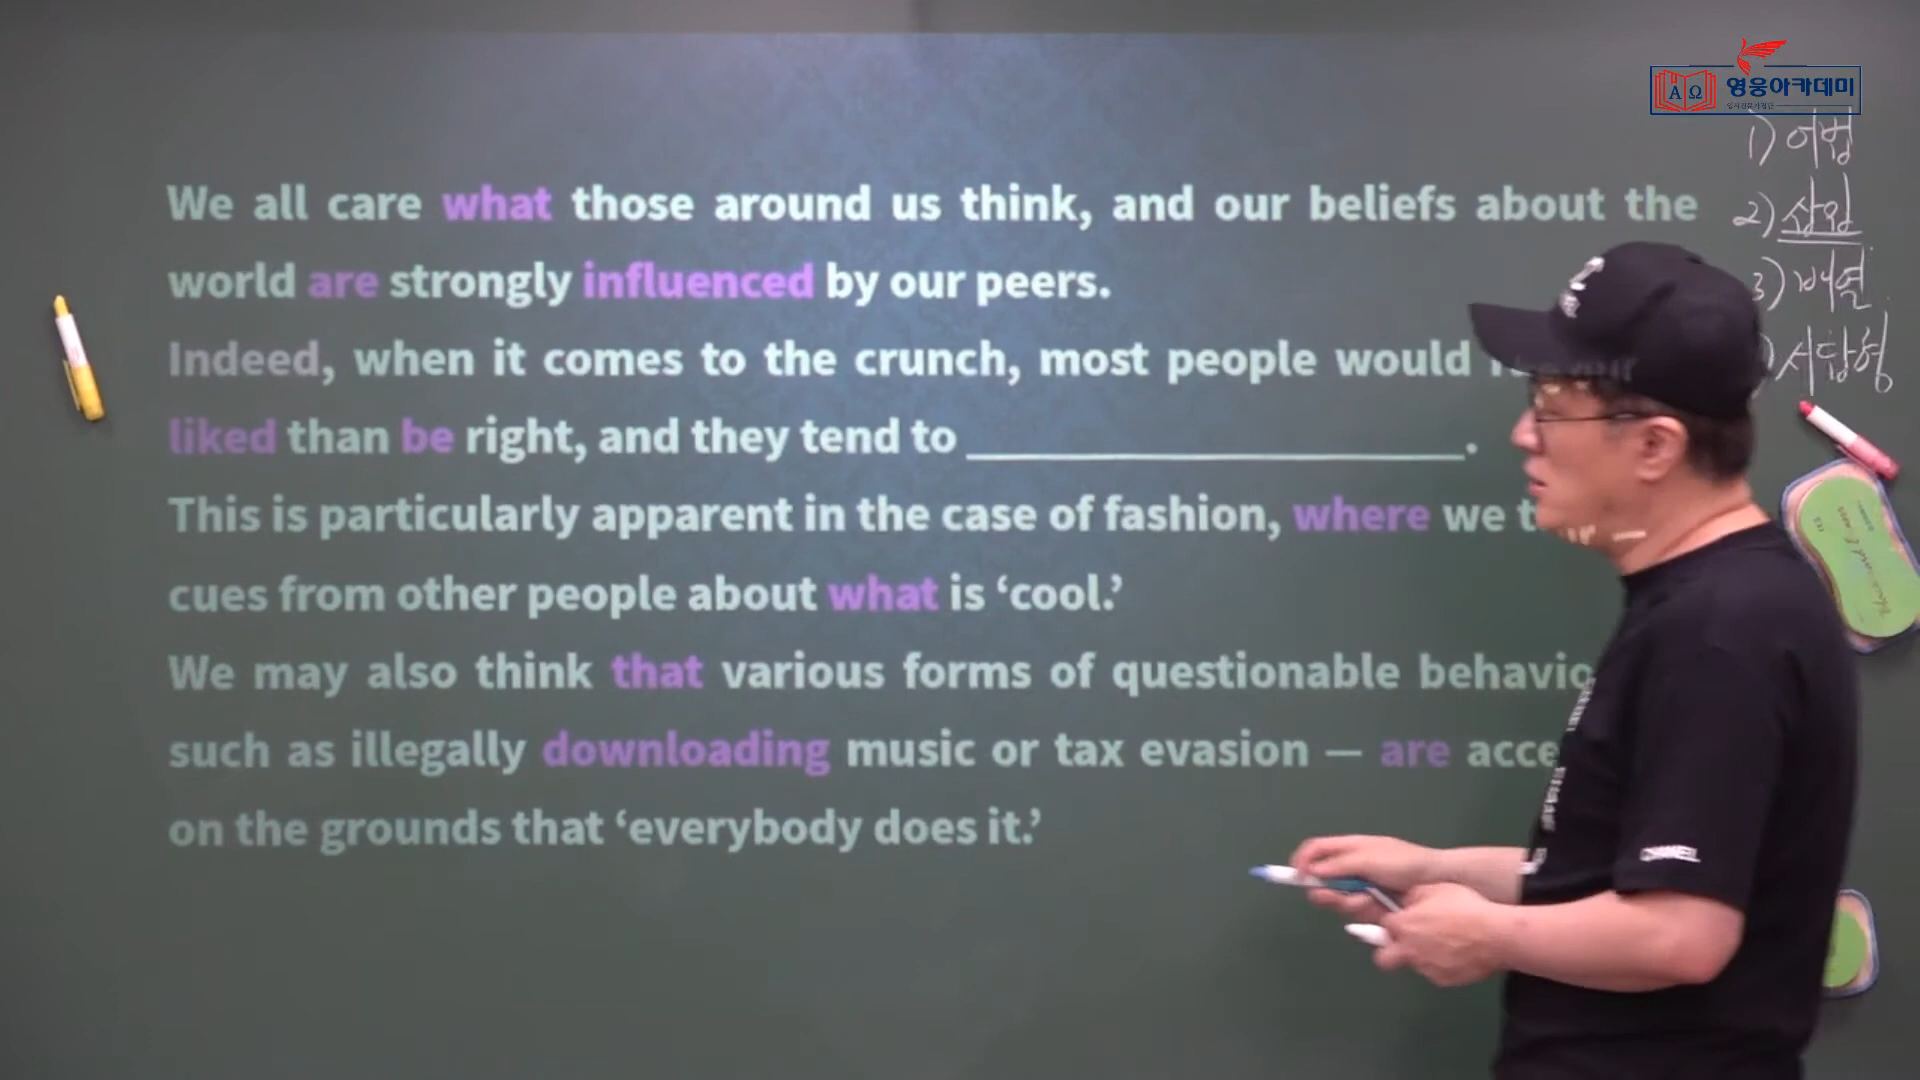 영웅아카데미
1) 어법
2) 삽입
3) 배열
) 서답형
We all care what those around us think, and our beliefs about the
world are strongly influenced by our peers.
Indeed, when it comes to the crunch, most people would
liked than be right, and they tend to ____________________.
This is particularly apparent in the case of fashion, where we
cues from other people about what is ‘cool.’
We may also think that various forms of questionable
such as illegally downloading music or tax evasion — are
on the grounds that ‘everybody does it.’